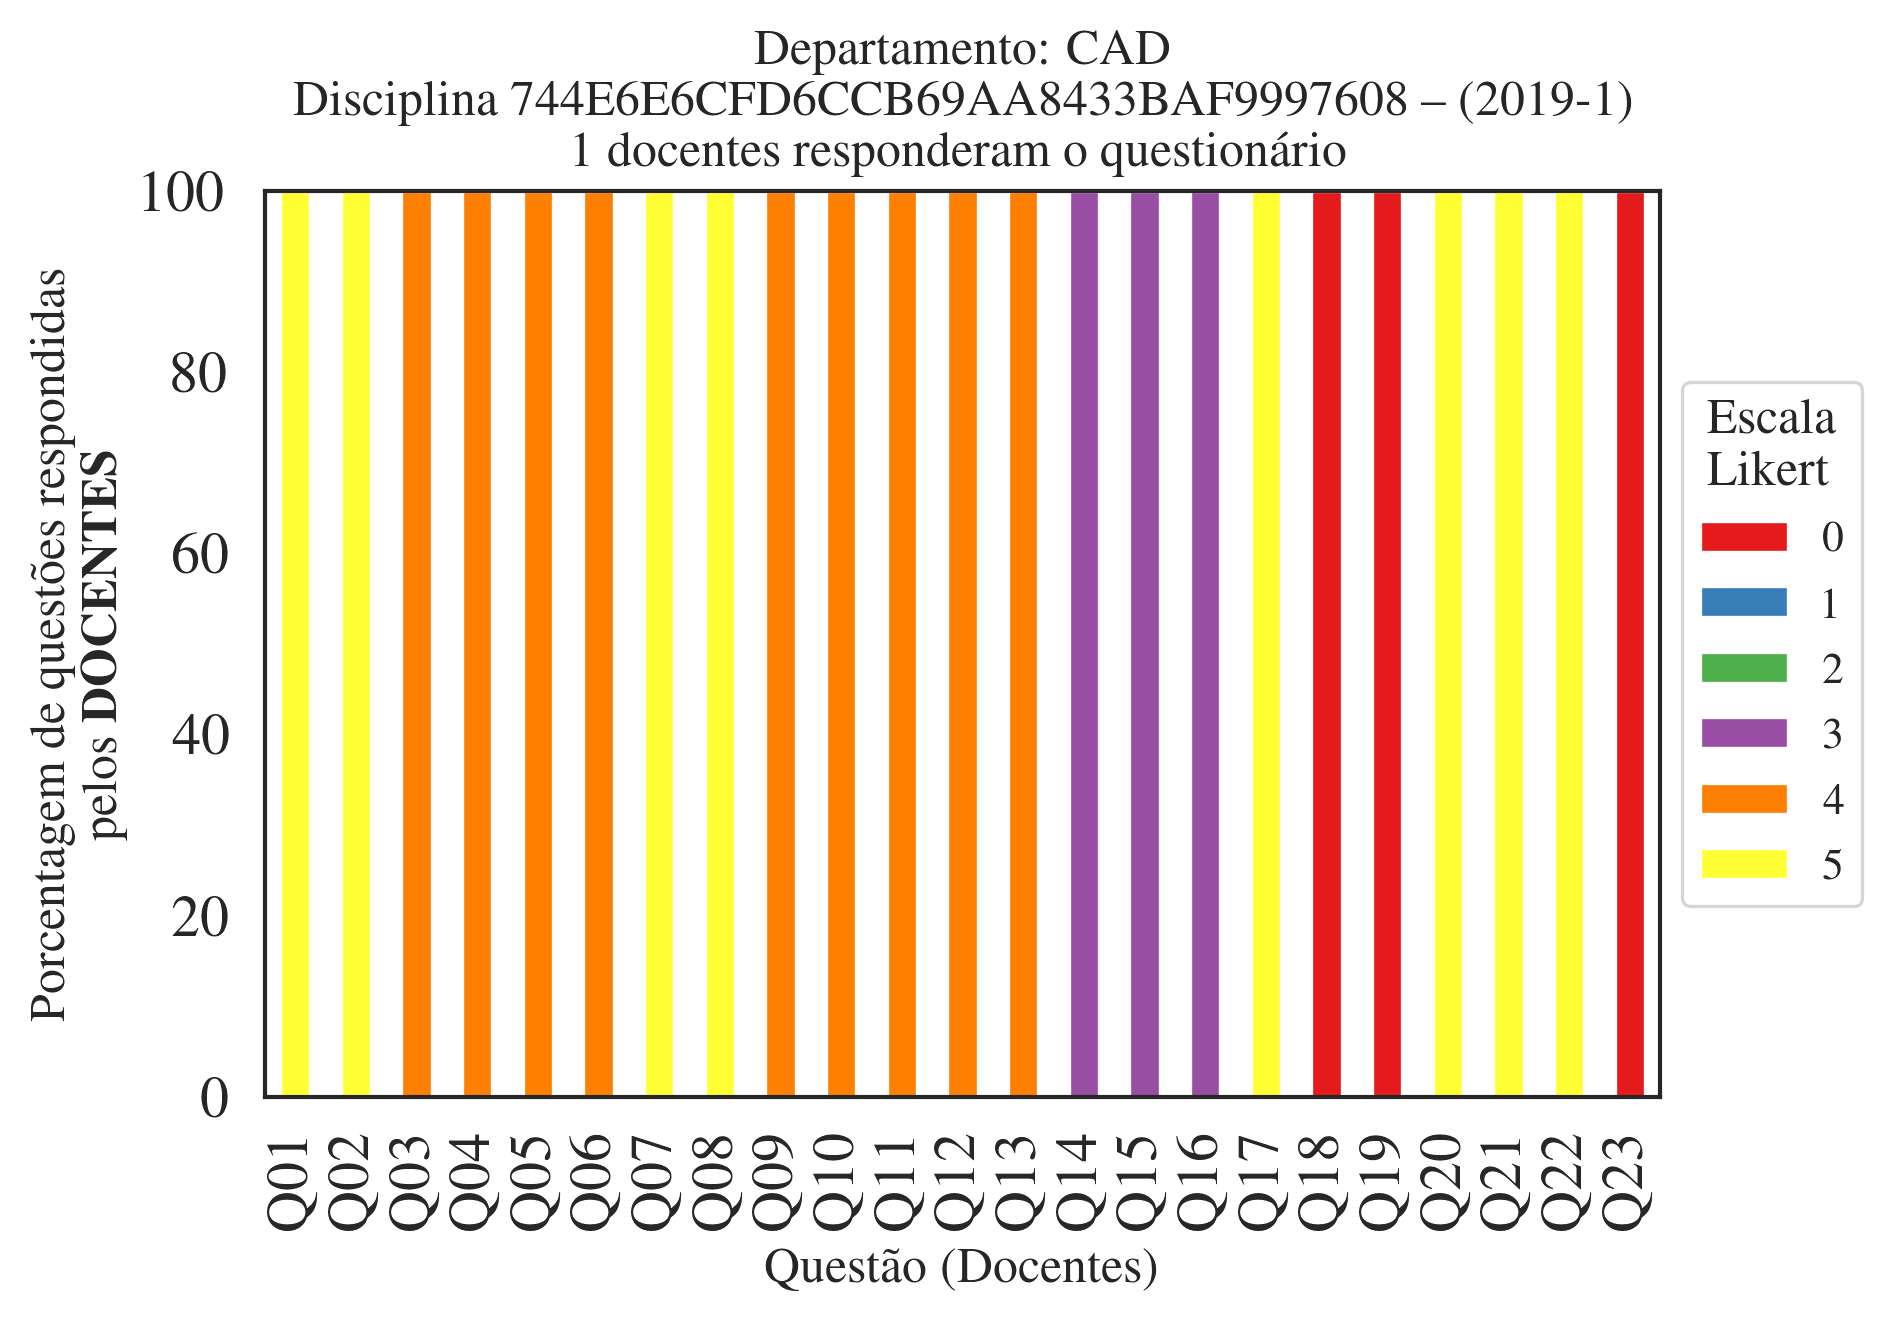 Departamento: CAD
Disciplina 744E6E6CFD6CCB69AA8433BAF9997608 – (2019-1)
1 docentes responderam o questionário
Porcentagem de questões respondidas
pelos DOCENTES
100
80
60
40
20
0
Q01
Q02
Q03
Q04
Q05
Q06
Q07
Q08
Q09
Q10
Q11
Q12
Q13
Q14
Q15
Q16
Q17
Q18
Q19
Q20
Q21
Q22
Q23
Questão (Docentes)
Escala
Likert
0
1
2
3
4
5